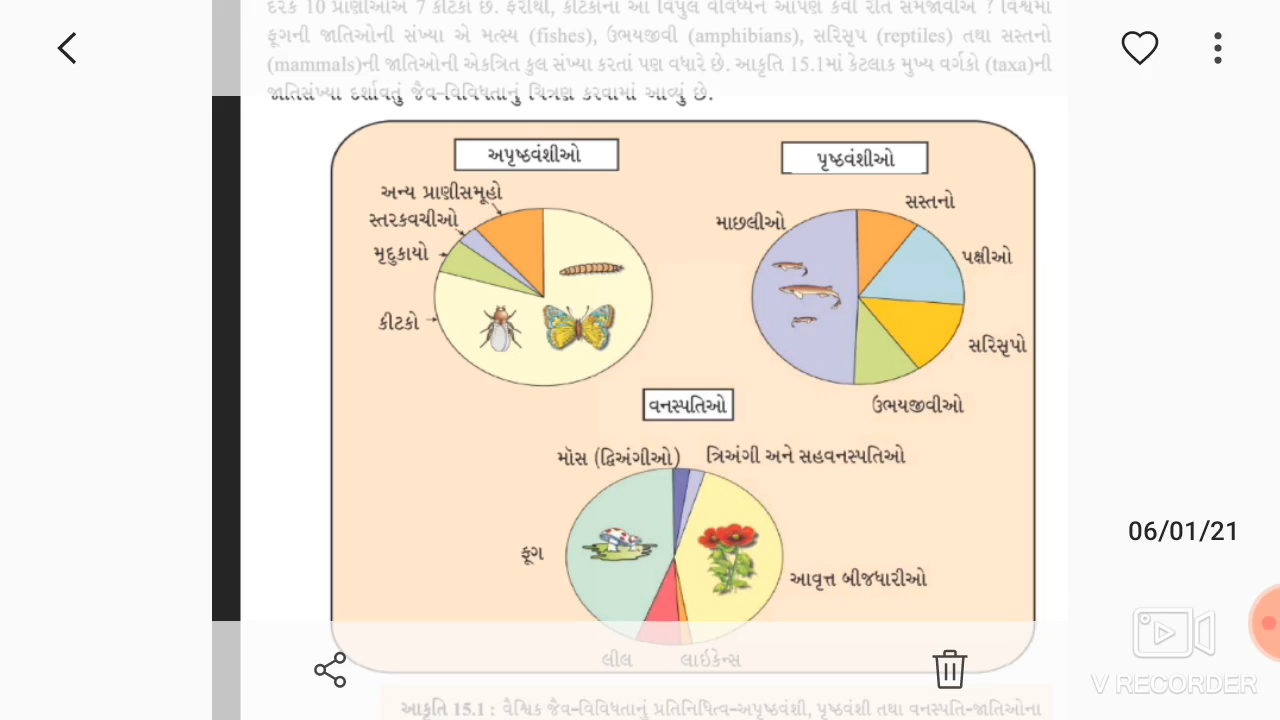 દરેક 10 પ્રાણીઓએ 7 કીટકો છે. ફરીથી, કીટકોના આ વિપુલ વૈવિધ્યને આપણે કેવી રીતે સમજાવીએ ? વિશ્વમાં
ફૂગની જાતિઓની સંખ્યા એ મત્સ્ય (fishes), ઉભયજીવી (amphibians), સરિસૃપ (reptiles) તથા સસ્તનો
(mammals)ની જાતિઓની એકત્રિત કુલ સંખ્યા કરતાં પણ વધારે છે. આકૃતિ 15.1માં કેટલાક મુખ્ય વર્ગકો (taxa)ની
જાતિસંખ્યા દર્શાવતું જૈવ-વિવિધતાનું ચિત્રણ કરવામાં આવ્યું છે.
અપૃષ્ઠવંશીઓ
પૃષ્ઠવંશીઓ
અન્ય પ્રાણીસમૂહો
સ્તરકવચીઓ
મૃદુકાયો
કીટકો
માછલીઓ
સસ્તનો
પક્ષીઓ
સરિસૃપો
ઉભયજીવીઓ
વનસ્પતિઓ
મૉસ (દ્વિઅંગીઓ)
ત્રિઅંગી અને સહવનસ્પતિઓ
ફૂગ
આવૃત્ત બીજધારીઓ
લીલ
લાઇકેન્સ
આકૃતિ 15.1 : વૈશ્વિક જૈવ-વિવિધતાનું પ્રતિનિધિત્વ-અપૃષ્ઠવંશી, પૃષ્ઠવંશી તથા વનસ્પતિ-જાતિઓના
06/01/21
V RECORDER